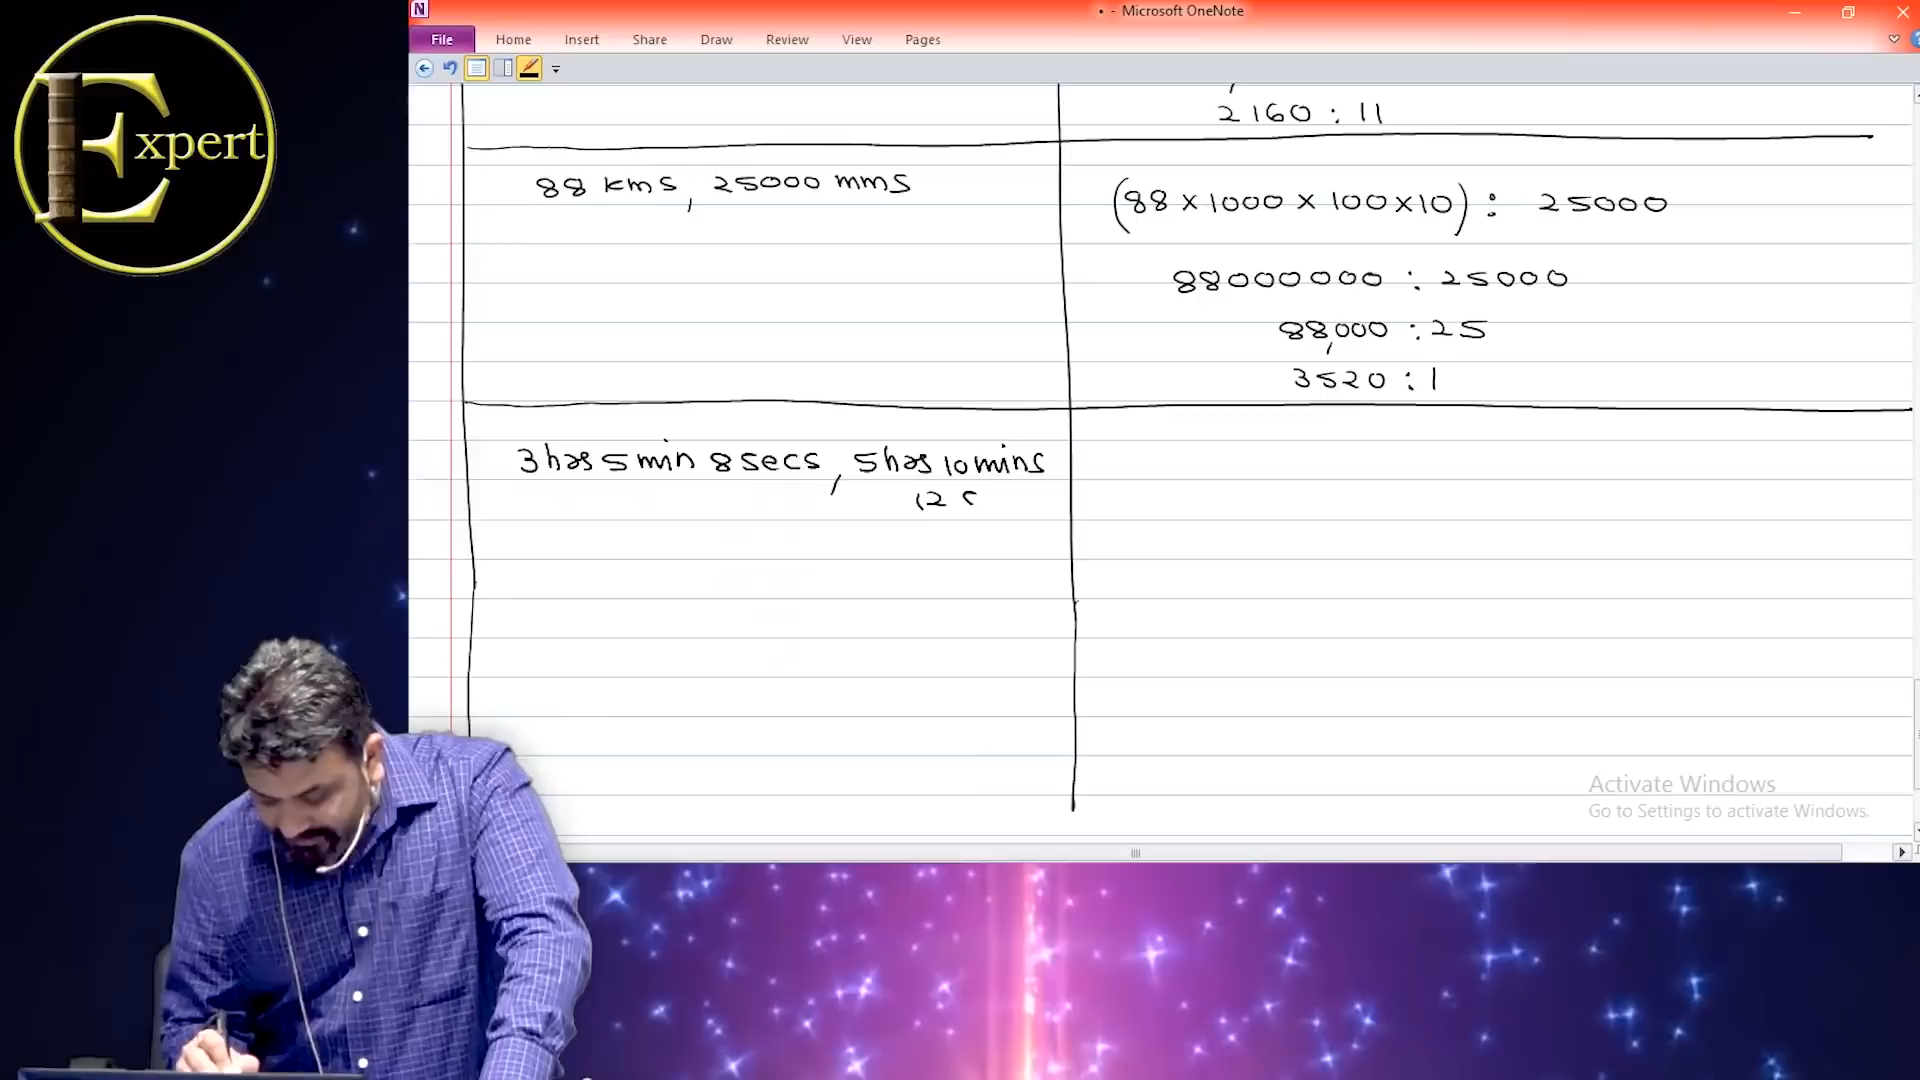 Expert
- Microsoft OneNote
File Home Insert Share Draw Review View Pages
2160 : 11
88 kms, 25000 mms
(88 × 1000 × 100 × 10) : 25000
88000000 : 25000
88,000 : 25
3520 : 1
3 hrs 5 min 8 secs, 5 hrs 10 mins
12
Activate Windows
Go to Settings to activate Windows.